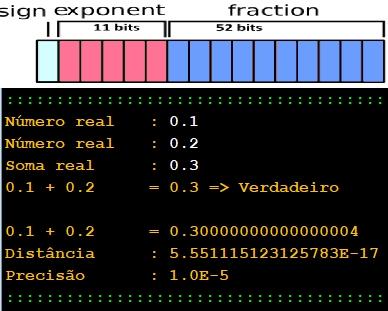 sign exponent fraction
11 bits 52 bits
Número real : 0.1
Número real : 0.2
Soma real : 0.3
0.1 + 0.2 = 0.3 => Verdadeiro
0.1 + 0.2 = 0.30000000000000004
Distância : 5.551115123125783E-17
Precisão : 1.0E-5